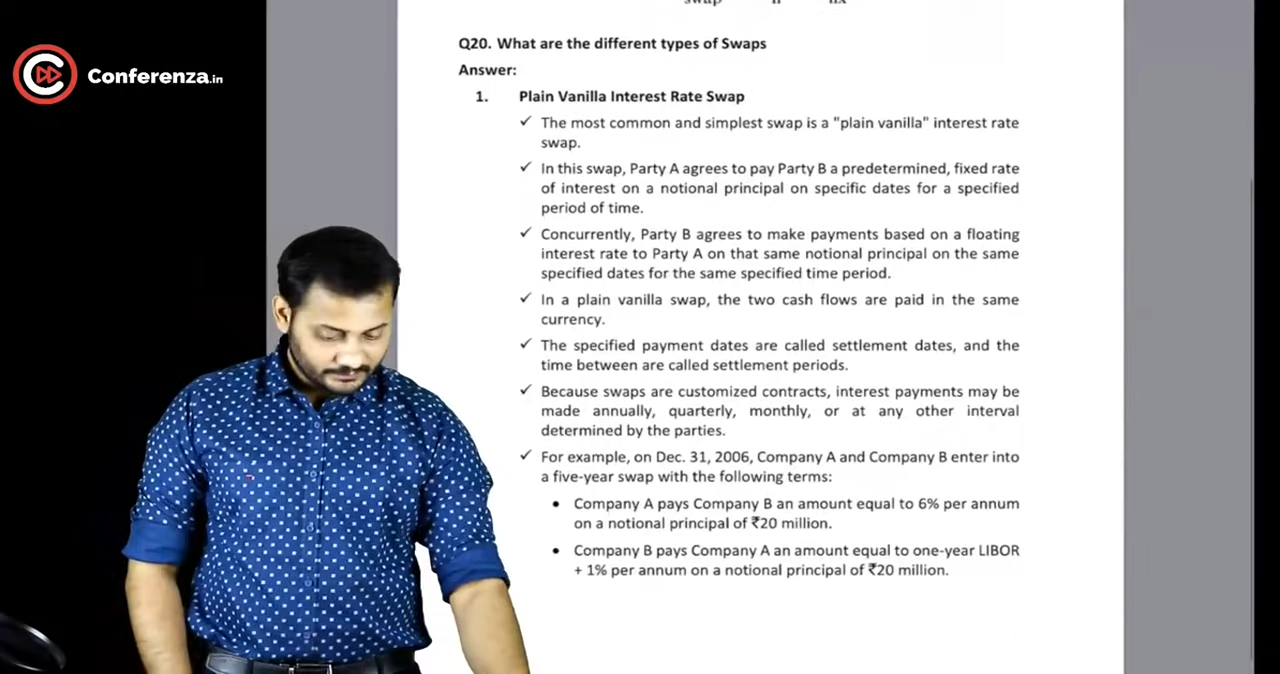 Conferenza.in
Q20. What are the different types of Swaps
Answer:
1. Plain Vanilla Interest Rate Swap
✓ The most common and simplest swap is a "plain vanilla" interest rate
swap.
✓ In this swap, Party A agrees to pay Party B a predetermined, fixed rate
of interest on a notional principal on specific dates for a specified
period of time.
✓ Concurrently, Party B agrees to make payments based on a floating
interest rate to Party A on that same notional principal on the same
specified dates for the same specified time period.
✓ In a plain vanilla swap, the two cash flows are paid in the same
currency.
✓ The specified payment dates are called settlement dates, and the
time between are called settlement periods.
✓ Because swaps are customized contracts, interest payments may be
made annually, quarterly, monthly, or at any other interval
determined by the parties.
✓ For example, on Dec. 31, 2006, Company A and Company B enter into
a five-year swap with the following terms:
• Company A pays Company B an amount equal to 6% per annum
on a notional principal of ₹20 million.
• Company B pays Company A an amount equal to one-year LIBOR
+ 1% per annum on a notional principal of ₹20 million.